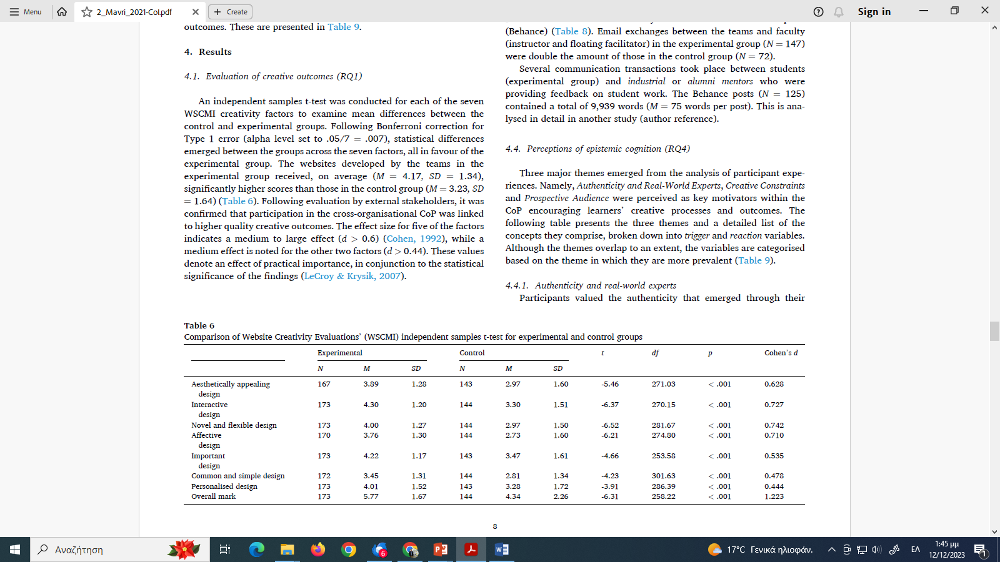 Menu
2_Mavri_2021-Col.pdf
Create
Sign in
outcomes. These are presented in Table 9.
4. Results
4.1. Evaluation of creative outcomes (RQ1)
An independent samples t-test was conducted for each of the seven
WSCMI creativity factors to examine mean differences between the
control and experimental groups. Following Bonferroni correction for
Type 1 error (alpha level set to .05/7 = .007), statistical differences
emerged between the groups across the seven factors, all in favour of the
experimental group. The websites developed by the teams in the
experimental group received, on average (M = 4.17, SD = 1.34),
significantly higher scores than those in the control group (M = 3.23, SD
= 1.64) (Table 6). Following evaluation by external stakeholders, it was
confirmed that participation in the cross-organisational CoP was linked
to higher quality creative outcomes. The effect size for five of the factors
indicates a medium to large effect (d > 0.6) (Cohen, 1992), while a
medium effect is noted for the other two factors (d > 0.44). These values
denote an effect of practical importance, in conjunction to the statistical
significance of the findings (LeCroy & Krysik, 2007).
(Behance) (Table 8). Email exchanges between the teams and faculty
(instructor and floating facilitator) in the experimental group (N = 147)
were double the amount of those in the control group (N = 72).
Several communication transactions took place between students
(experimental group) and industrial or alumni mentors who were
providing feedback on student work. The Behance posts (N = 125)
contained a total of 9,939 words (M = 75 words per post). This is ana-
lysed in detail in another study (author reference).
4.4. Perceptions of epistemic cognition (RQ4)
Three major themes emerged from the analysis of participant expe-
riences. Namely, Authenticity and Real-World Experts, Creative Constraints
and Prospective Audience were perceived as key motivators within the
CoP encouraging learners' creative processes and outcomes. The
following table presents the three themes and a detailed list of the
concepts they comprise, broken down into trigger and reaction variables.
Although the themes overlap to an extent, the variables are categorised
based on the theme in which they are more prevalent (Table 9).
4.4.1. Authenticity and real-world experts
Participants valued the authenticity that emerged through their
Table 6
Comparison of Website Creativity Evaluations' (WSCMI) independent samples t-test for experimental and control groups
Experimental Control t df p Cohen's d
N M SD N M SD
Aesthetically appealing 167 3.89 1.28 143 2.97 1.60 -5.46 271.03 < .001 0.628
design
Interactive 173 4.30 1.20 144 3.30 1.51 -6.37 270.15 < .001 0.727
design
Novel and flexible design 173 4.00 1.27 144 2.97 1.50 -6.52 281.67 < .001 0.742
Affective 170 3.76 1.30 144 2.73 1.60 -6.21 274.80 < .001 0.710
design
Important 173 4.22 1.17 143 3.47 1.61 -4.66 253.58 < .001 0.535
design
Common and simple design 172 3.45 1.31 144 2.81 1.34 -4.23 301.63 < .001 0.478
Personalised design 173 4.01 1.52 143 3.28 1.72 -3.91 286.39 < .001 0.444
Overall mark 173 5.77 1.67 144 4.34 2.26 -6.31 258.22 < .001 1.223
8
Αναζήτηση
6
17°C Γενικά ηλιοφάν.
ΕΛ
1:45 μμ
12/12/2023
1